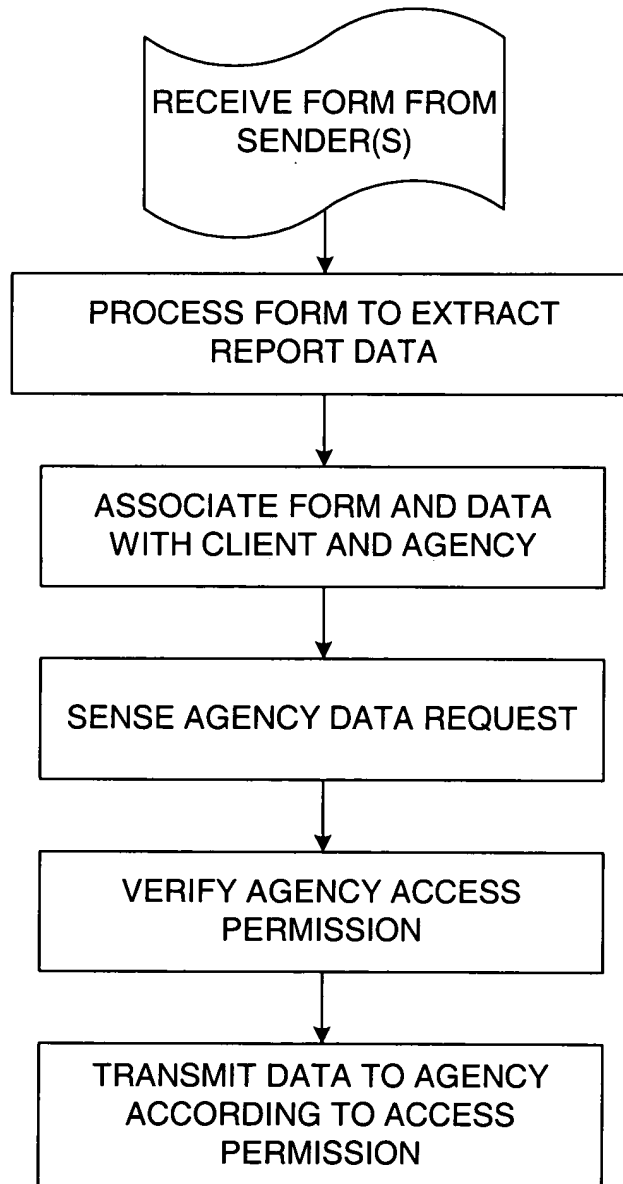 RECEIVE FORM FROM
SENDER(S)
PROCESS FORM TO EXTRACT
REPORT DATA
ASSOCIATE FORM AND DATA
WITH CLIENT AND AGENCY
SENSE AGENCY DATA REQUEST
VERIFY AGENCY ACCESS
PERMISSION
TRANSMIT DATA TO AGENCY
ACCORDING TO ACCESS
PERMISSION